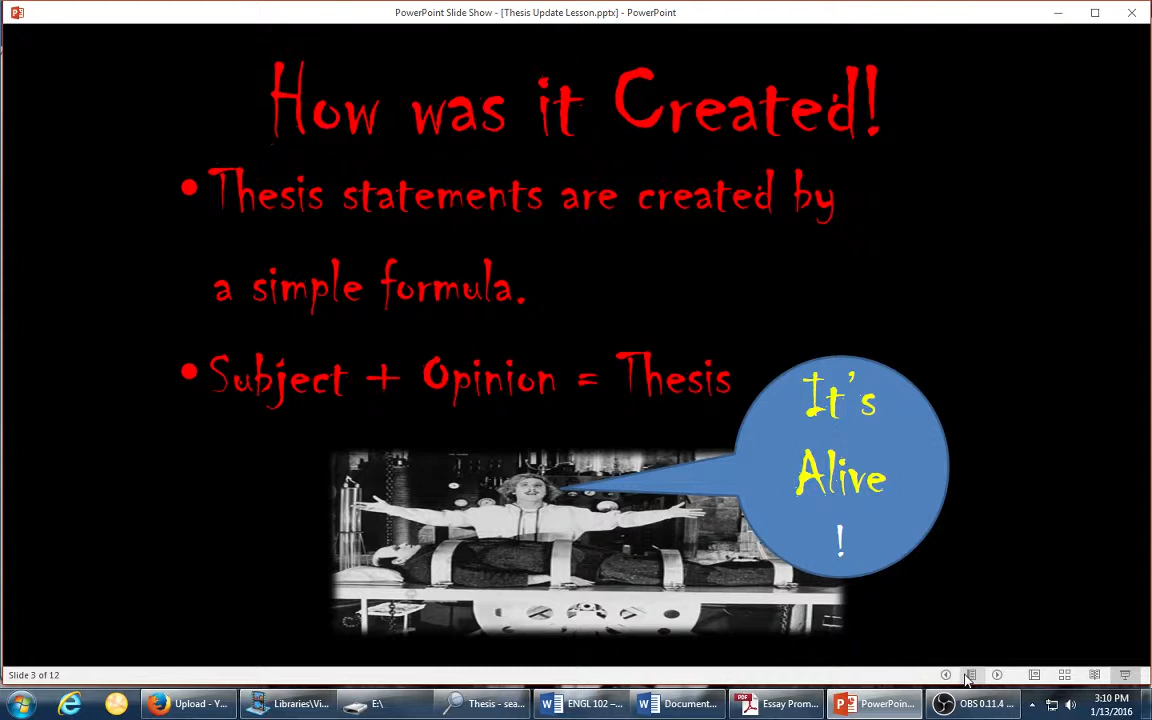 PowerPoint Slide Show - [Thesis Update Lesson.pptx] - PowerPoint
How was it Created!
• Thesis statements are created by
a simple formula.
• Subject + Opinion = Thesis
It's
Alive
!
Slide 3 of 12
Upload - Y...
Libraries\Vi...
E:\
Thesis - sea...
ENGL 102 –...
Document...
Essay Prom...
PowerPoin...
OBS 0.11.4 ...
3:10 PM
1/13/2016